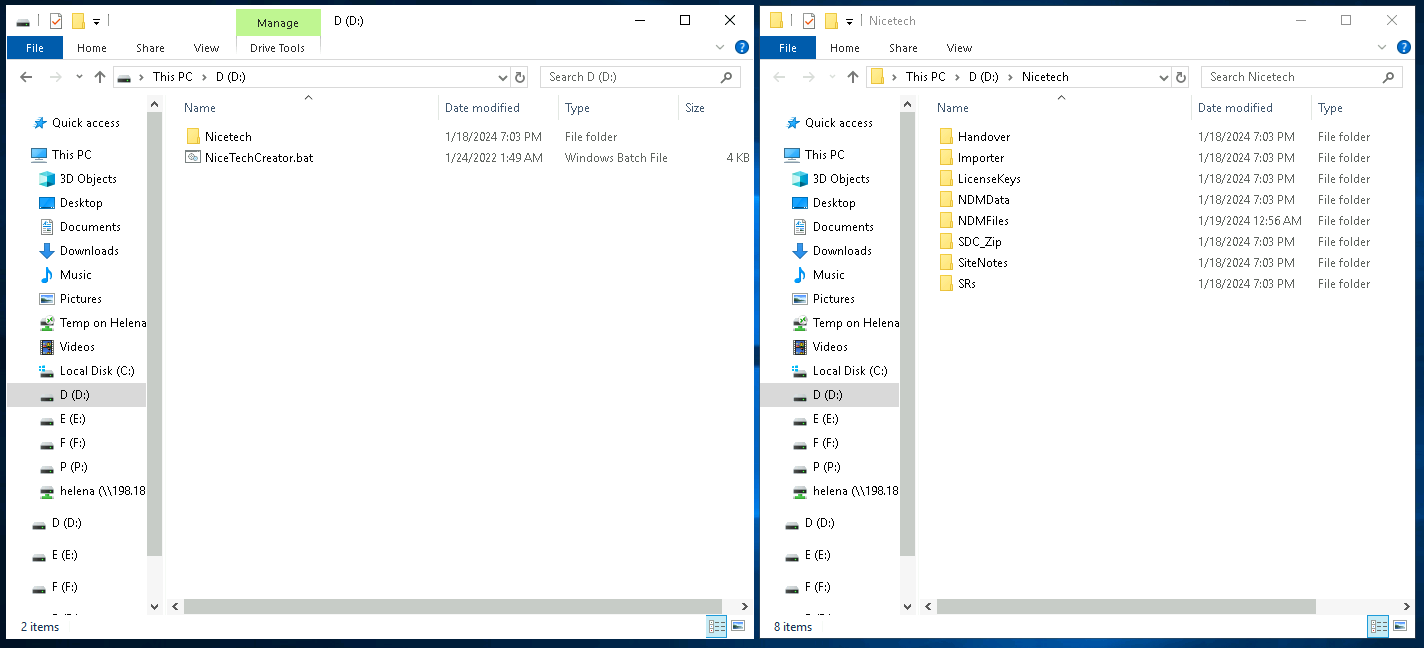 Manage D (D:)
File Home Share View Drive Tools
This PC D (D:) Search D (D:)
Name Date modified Type Size
Quick access
Nicetech 1/18/2024 7:03 PM File folder
This PC
NiceTechCreator.bat 1/24/2022 1:49 AM Windows Batch File 4 KB
3D Objects
Desktop
Documents
Downloads
Music
Pictures
Temp on Helena
Videos
Local Disk (C:)
D (D:)
E (E:)
F (F:)
P (P:)
helena (\\198.18
D (D:)
E (E:)
F (F:)
2 items
Nicetech
File Home Share View
This PC D (D:) Nicetech Search Nicetech
Name Date modified Type
Quick access
Handover 1/18/2024 7:03 PM File folder
This PC
Importer 1/18/2024 7:03 PM File folder
3D Objects
LicenseKeys 1/18/2024 7:03 PM File folder
Desktop
NDMData 1/18/2024 7:03 PM File folder
Documents
NDMFiles 1/19/2024 12:56 AM File folder
Downloads
SDC_Zip 1/18/2024 7:03 PM File folder
Music
SiteNotes 1/18/2024 7:03 PM File folder
Pictures
SRs 1/18/2024 7:03 PM File folder
Temp on Helena
Videos
Local Disk (C:)
D (D:)
E (E:)
F (F:)
P (P:)
helena (\\198.18
D (D:)
E (E:)
F (F:)
8 items